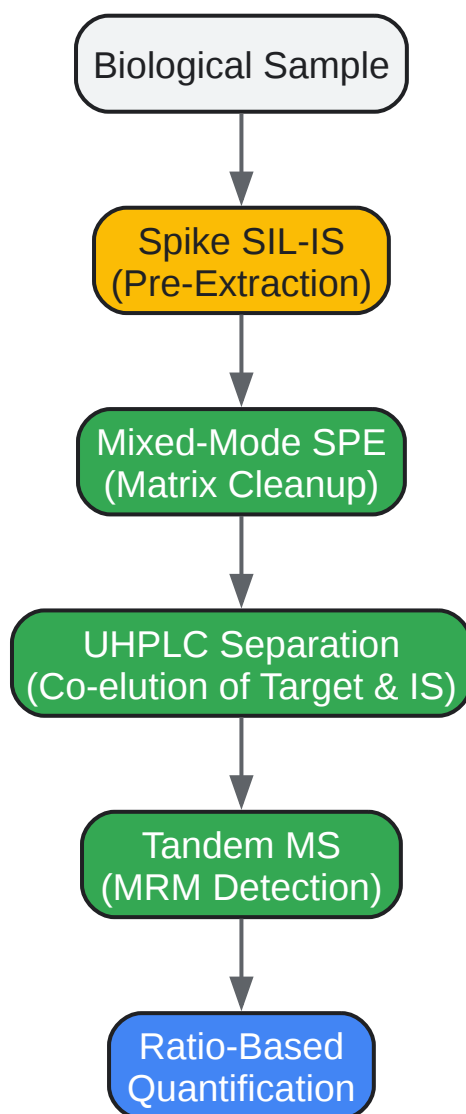 Biological Sample
Spike SIL-IS
(Pre-Extraction)
Mixed-Mode SPE
(Matrix Cleanup)
UHPLC Separation
(Co-elution of Target & IS)
Tandem MS
(MRM Detection)
Ratio-Based
Quantification